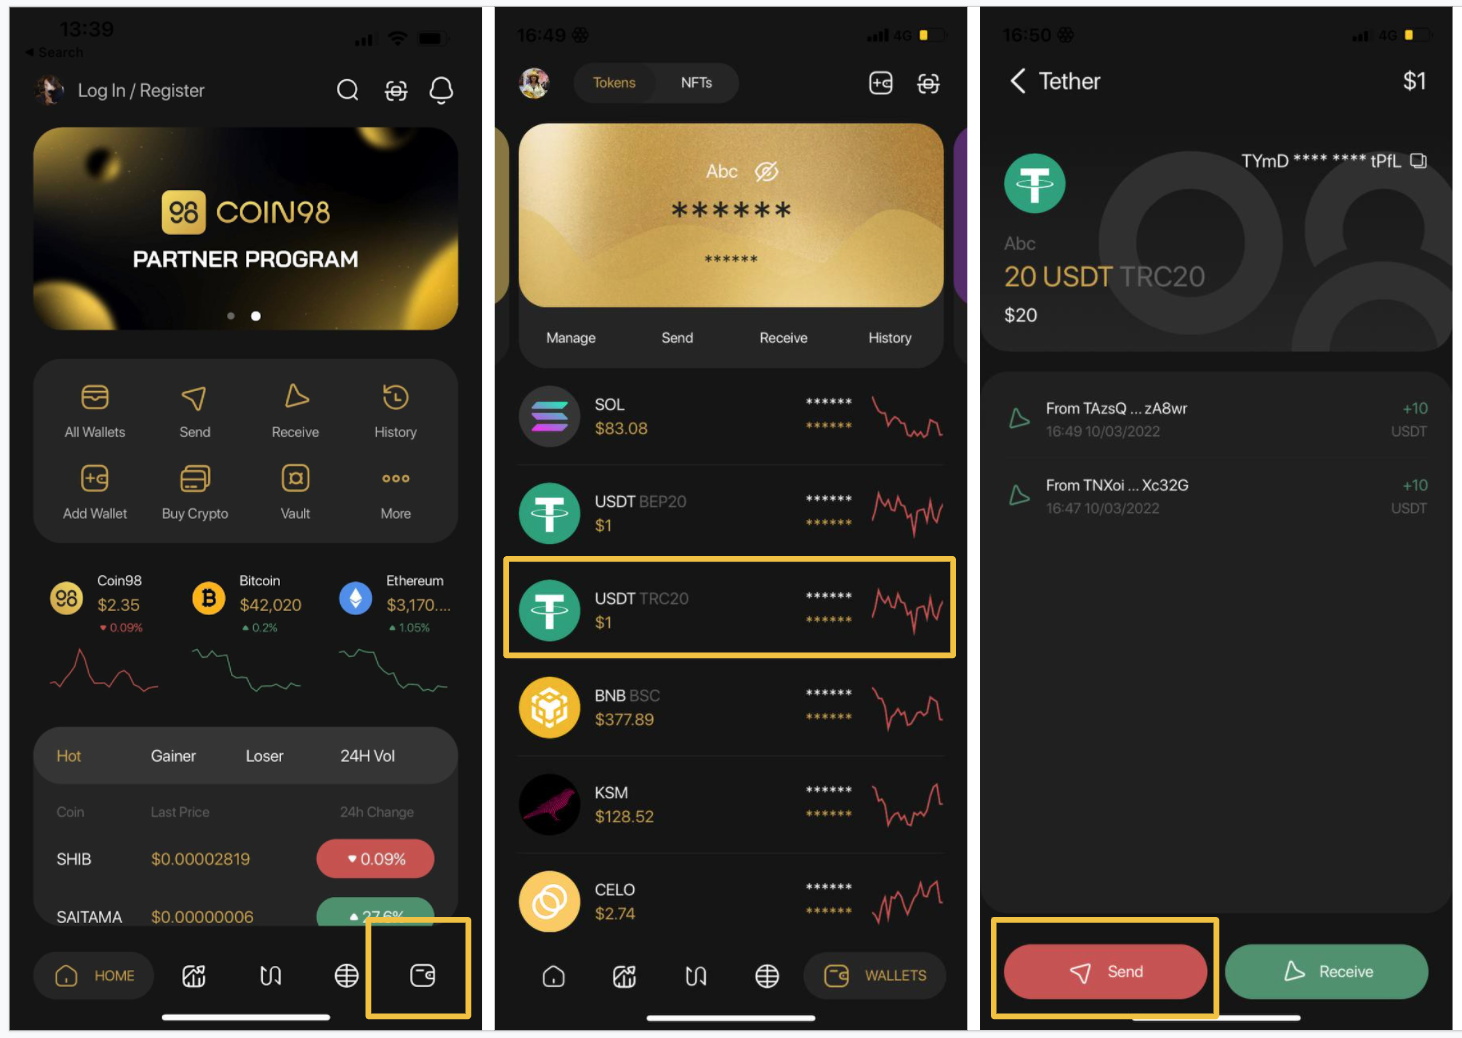 13:39
Search
Log In / Register
98 COIN98
PARTNER PROGRAM
All Wallets
Send
Receive
History
Add Wallet
Buy Crypto
Vault
More
98
Coin98
$2.35
0.09%
Bitcoin
$42,020
0.2%
Ethereum
$3,170....
1.05%
Hot
Gainer
Loser
24H Vol
Coin
Last Price
24h Change
SHIB
$0.00002819
0.09%
SAITAMA
$0.00000006
27.6%
HOME
16:49
4G
Tokens
NFTs
Abc
******
******
Manage
Send
Receive
History
SOL
******
$83.08
******
USDT BEP20
******
$1
******
USDT TRC20
******
$1
******
BNB BSC
******
$377.89
******
KSM
******
$128.52
******
CELO
******
$2.74
******
WALLETS
16:50
4G
Tether
$1
TYmD **** **** tPfL
Abc
20 USDT TRC20
$20
From TAzsQ ... zA8wr
+10
16:49 10/03/2022
USDT
From TNXoi ... Xc32G
+10
16:47 10/03/2022
USDT
Send
Receive